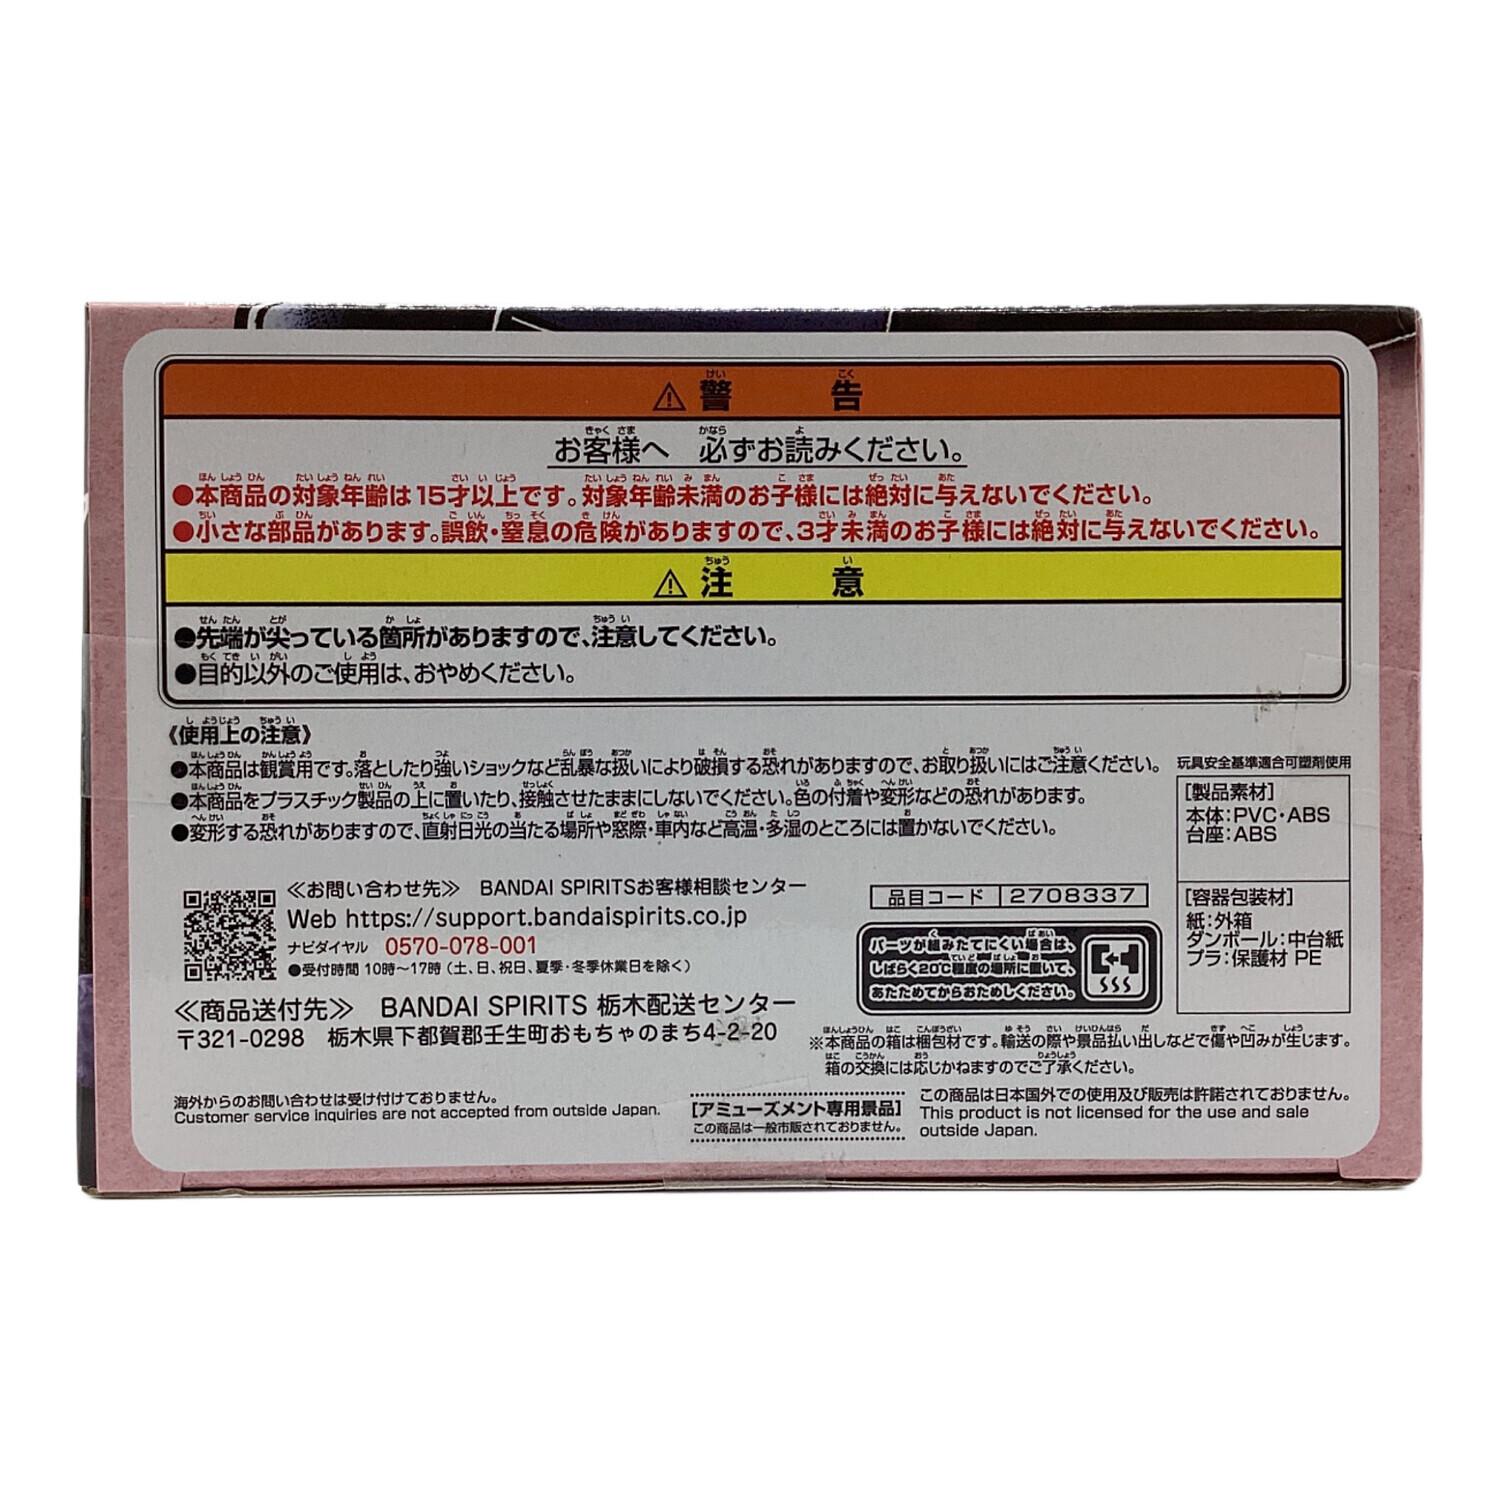 ⚠ 警告
お客様へ 必ずお読みください。
●本商品の対象年齢は15才以上です。対象年齢未満のお子様には絶対に与えないでください。
●小さな部品があります。誤飲・窒息の危険がありますので、3才未満のお子様には絶対に与えないでください。
⚠ 注意
●先端が尖っている箇所がありますので、注意してください。
●目的以外のご使用は、おやめください。
《使用上の注意》
●本商品は観賞用です。落としたり強いショックなど乱暴な扱いにより破損する恐れがありますので、お取り扱いにはご注意ください。
●本商品をプラスチック製品の上に置いたり、接触させたままにしないでください。色の付着や変形などの恐れがあります。
●変形する恐れがありますので、直射日光の当たる場所や窓際・車内など高温・多湿のところには置かないでください。
玩具安全基準適合可塑剤使用
[製品素材]
本体:PVC・ABS
台座:ABS
[容器包装材]
紙:外箱
ダンボール:中台紙
プラ:保護材 PE
≪お問い合わせ先≫ BANDAI SPIRITSお客様相談センター
Web https://support.bandaispirits.co.jp
ナビダイヤル 0570-078-001
●受付時間 10時〜17時(土、日、祝日、夏季・冬季休業日を除く)
品目コード 2708337
パーツが組みたてにくい場合は、
しばらく20℃程度の場所に置いて、
あたためてからおためしください。
≪商品送付先≫ BANDAI SPIRITS 栃木配送センター
〒321-0298 栃木県下都賀郡壬生町おもちゃのまち4-2-20
※本商品の箱は梱包材です。輸送の際や景品払い出しなどで傷や凹みが生じます。
箱の交換には応じかねますのでご了承ください。
海外からのお問い合わせは受け付けておりません。
Customer service inquiries are not accepted from outside Japan.
[アミューズメント専用景品]
この商品は一般市販されておりません。
この商品は日本国外での使用及び販売は許諾されておりません。
This product is not licensed for the use and sale
outside Japan.